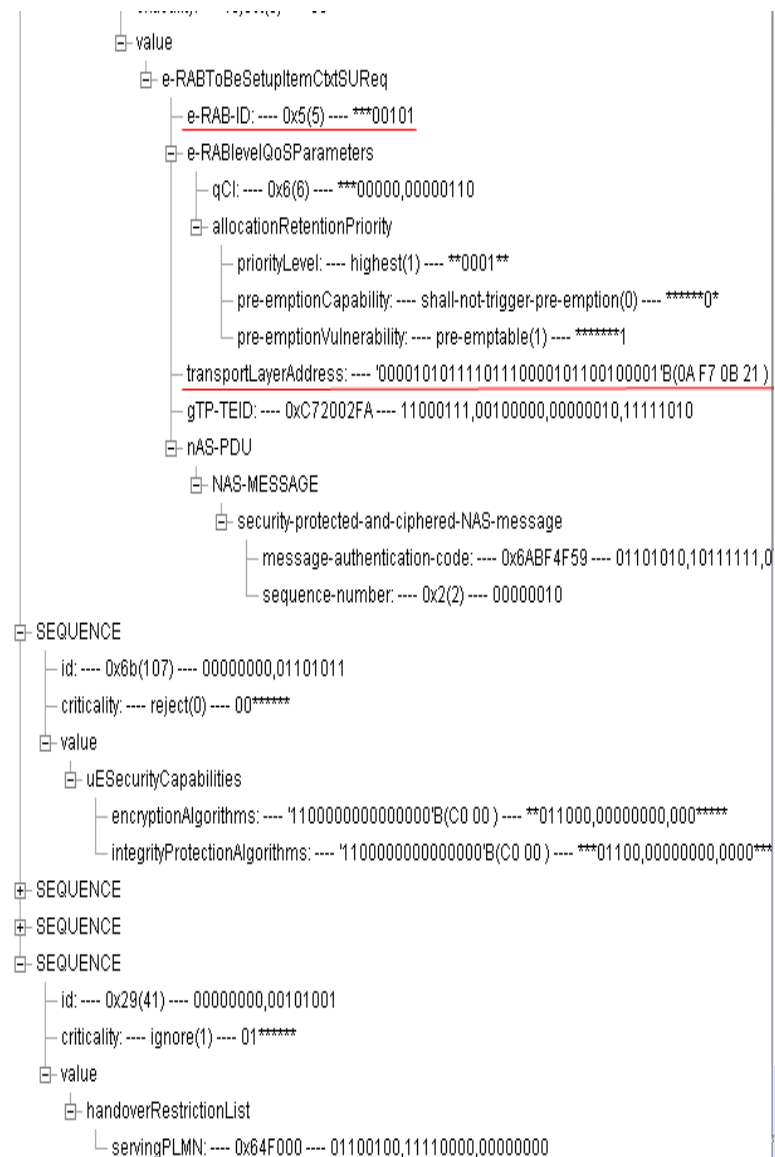 value
e-RABToBeSetupItemCtxtSUReq
e-RAB-ID: ---- 0x5(5) ---- ***00101
e-RABlevelQoSParameters
qCI: ---- 0x6(6) ---- ***00000,00000110
allocationRetentionPriority
priorityLevel: ---- highest(1) ---- **0001**
pre-emptionCapability: ---- shall-not-trigger-pre-emption(0) ---- ******0*
pre-emptionVulnerability: ---- pre-emptable(1) ---- *******1
transportLayerAddress: ---- '00001010111101110000101100100001'B(0A F7 0B 21 )
gTP-TEID: ---- 0xC72002FA ---- 11000111,00100000,00000010,11111010
nAS-PDU
NAS-MESSAGE
security-protected-and-ciphered-NAS-message
message-authentication-code: ---- 0x6ABF4F59 ---- 01101010,10111111,0
sequence-number: ---- 0x2(2) ---- 00000010
SEQUENCE
id: ---- 0x6b(107) ---- 00000000,01101011
criticality: ---- reject(0) ---- 00******
value
uESecurityCapabilities
encryptionAlgorithms: ---- '1100000000000000'B(C0 00 ) ---- **011000,00000000,000*****
integrityProtectionAlgorithms: ---- '1100000000000000'B(C0 00 ) ---- ***01100,00000000,0000***
SEQUENCE
SEQUENCE
SEQUENCE
id: ---- 0x29(41) ---- 00000000,00101001
criticality: ---- ignore(1) ---- 01******
value
handoverRestrictionList
servingPLMN: ---- 0x64F000 ---- 01100100,11110000,00000000